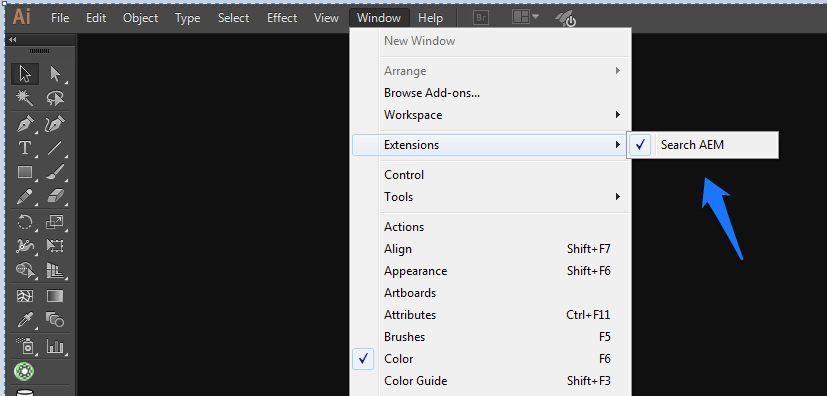 Ai File Edit Object Type Select Effect View Window Help Br
New Window
Arrange
Browse Add-ons...
Workspace
Extensions
Search AEM
Control
Tools
Actions
Align Shift+F7
Appearance Shift+F6
Artboards
Attributes Ctrl+F11
Brushes F5
Color F6
Color Guide Shift+F3